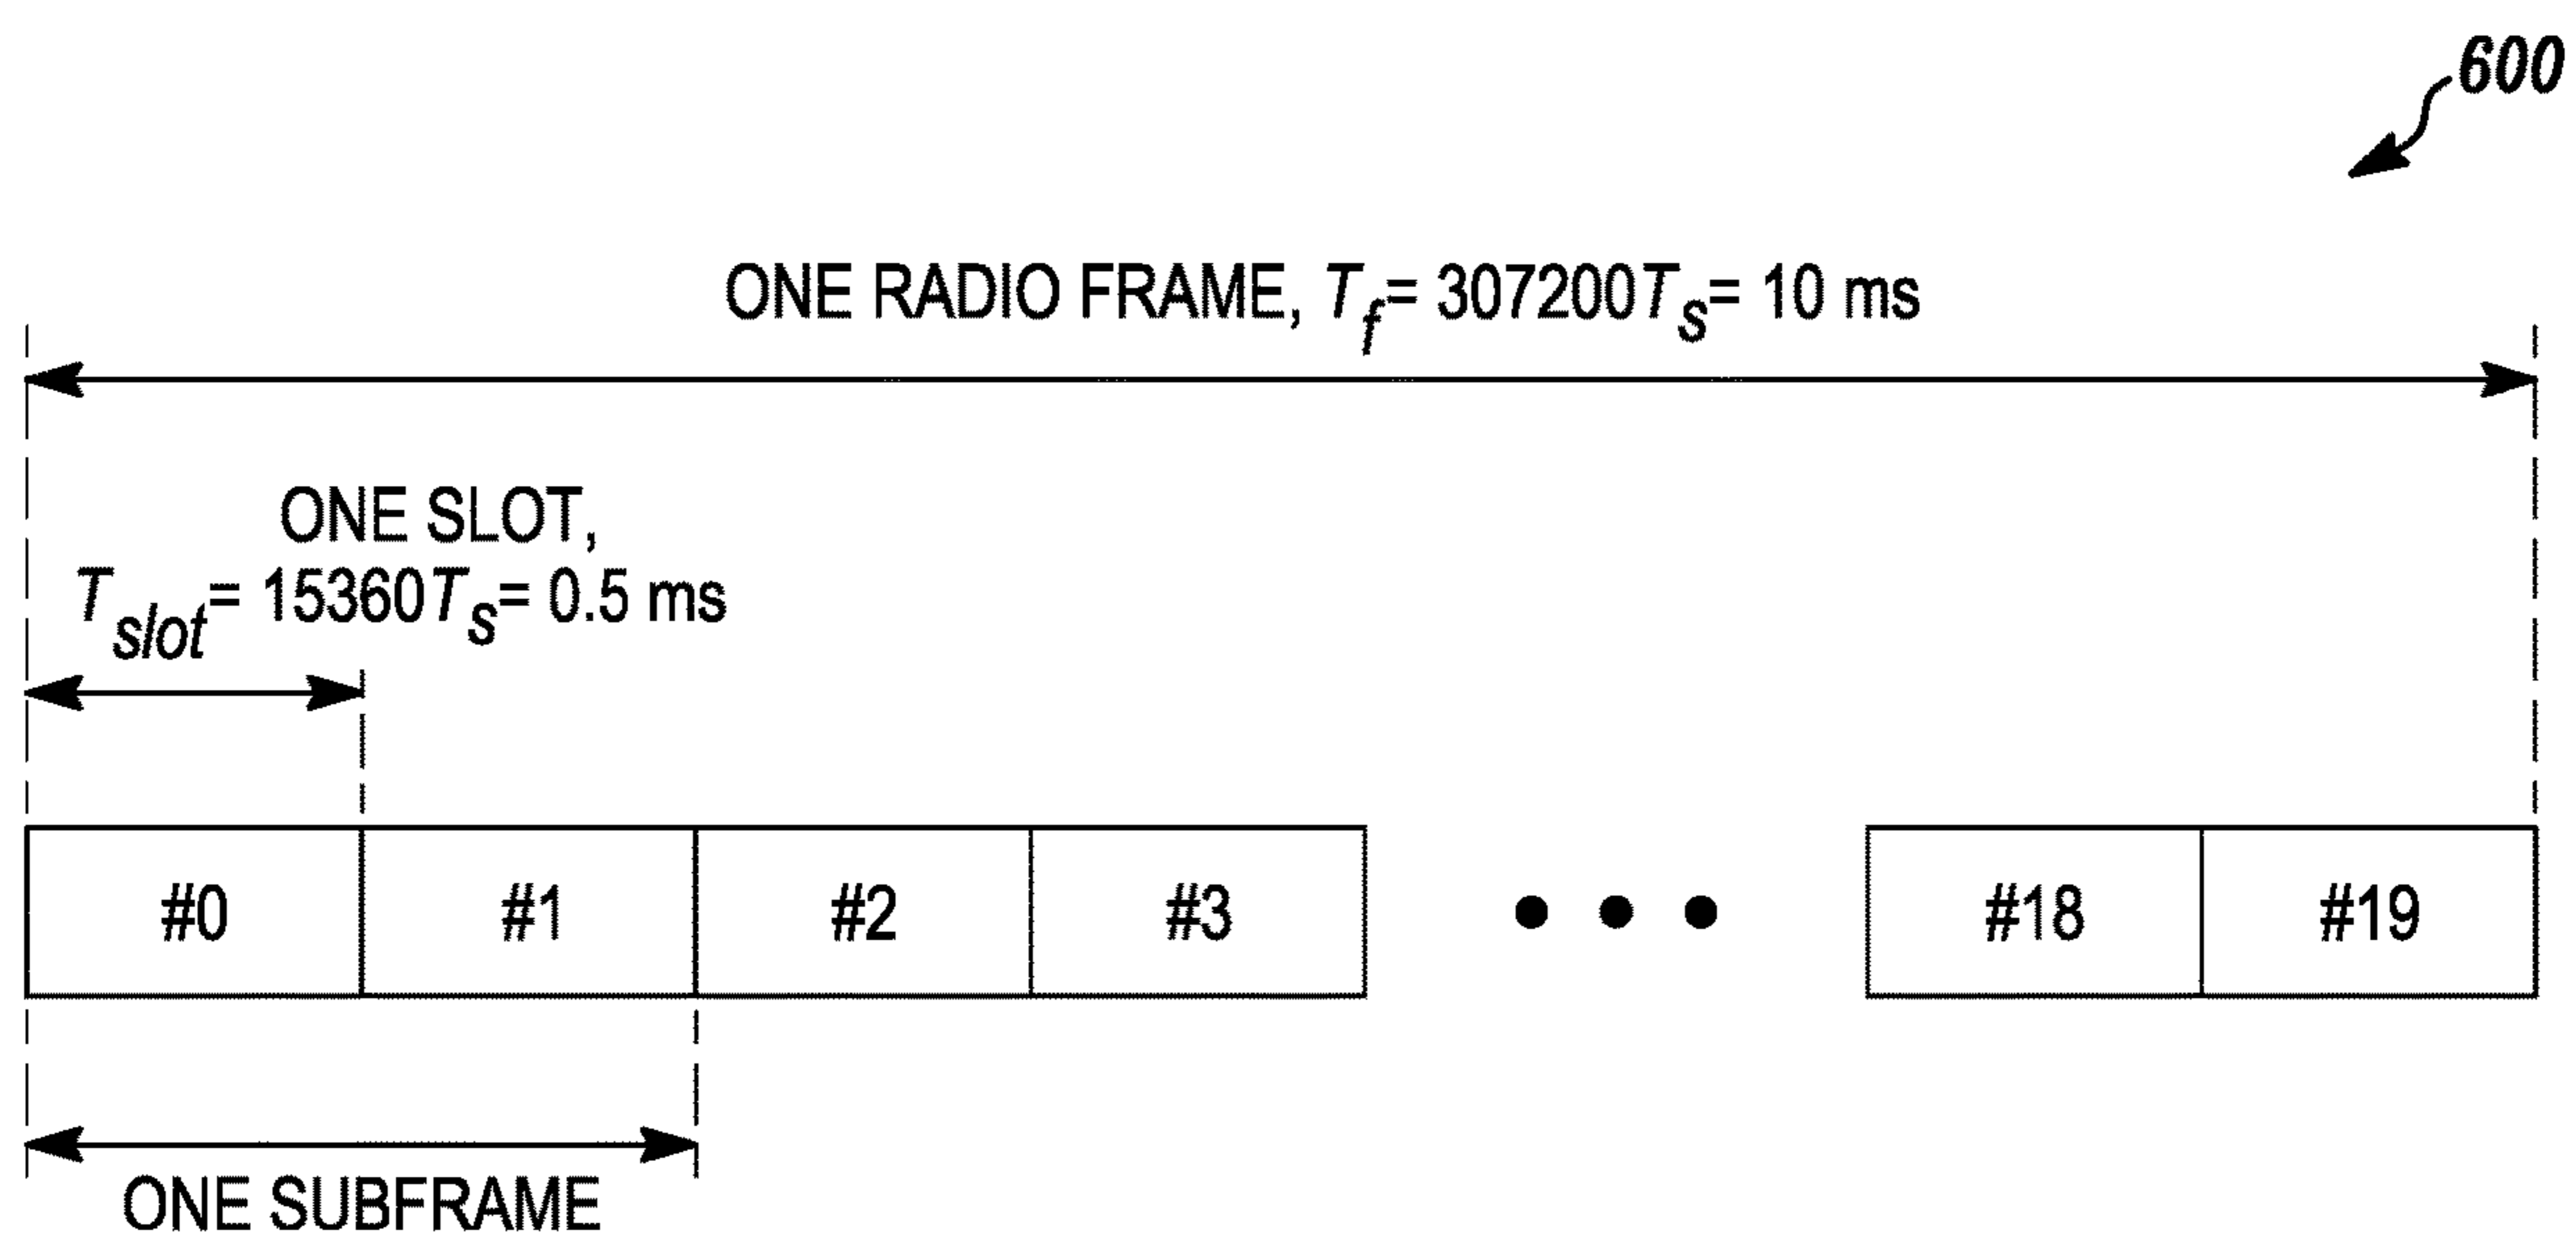 600
ONE RADIO FRAME, Tf = 307200Ts = 10 ms
ONE SLOT,
Tslot = 15360Ts = 0.5 ms
#0 #1 #2 #3 ••• #18 #19
ONE SUBFRAME